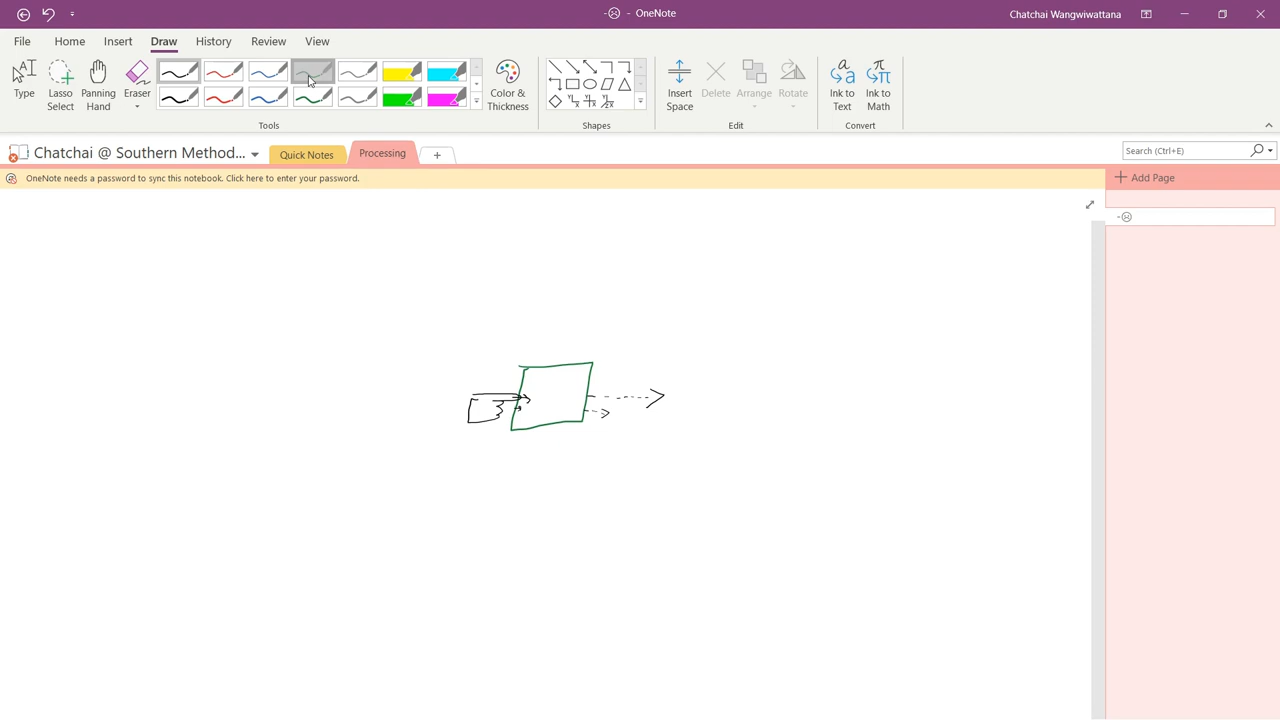 -☹ - OneNote
Chatchai Wangwiwattana
File Home Insert Draw History Review View
Type
Lasso Select
Panning Hand
Eraser
Color & Thickness
Insert Space
Delete
Arrange
Rotate
Ink to Text
Ink to Math
Tools
Shapes
Edit
Convert
Chatchai @ Southern Method...
Quick Notes
Processing
Search (Ctrl+E)
OneNote needs a password to sync this notebook. Click here to enter your password.
Add Page
-☹